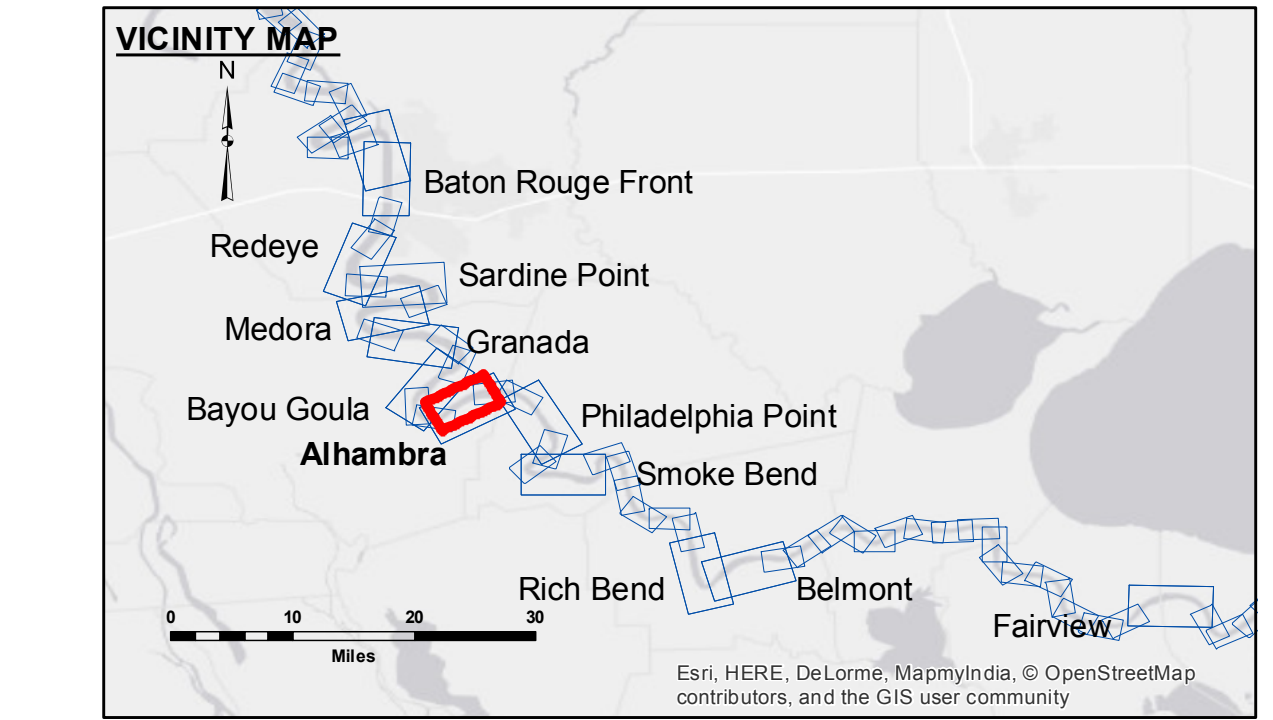 VICINITY MAP
N
Baton Rouge Front
Redeye
Sardine Point
Medora
Granada
Bayou Goula
Philadelphia Point
Alhambra
Smoke Bend
Rich Bend
Belmont
Fairview
0 10 20 30
Miles
Esri, HERE, DeLorme, MapmyIndia, © OpenStreetMap
contributors, and the GIS user community